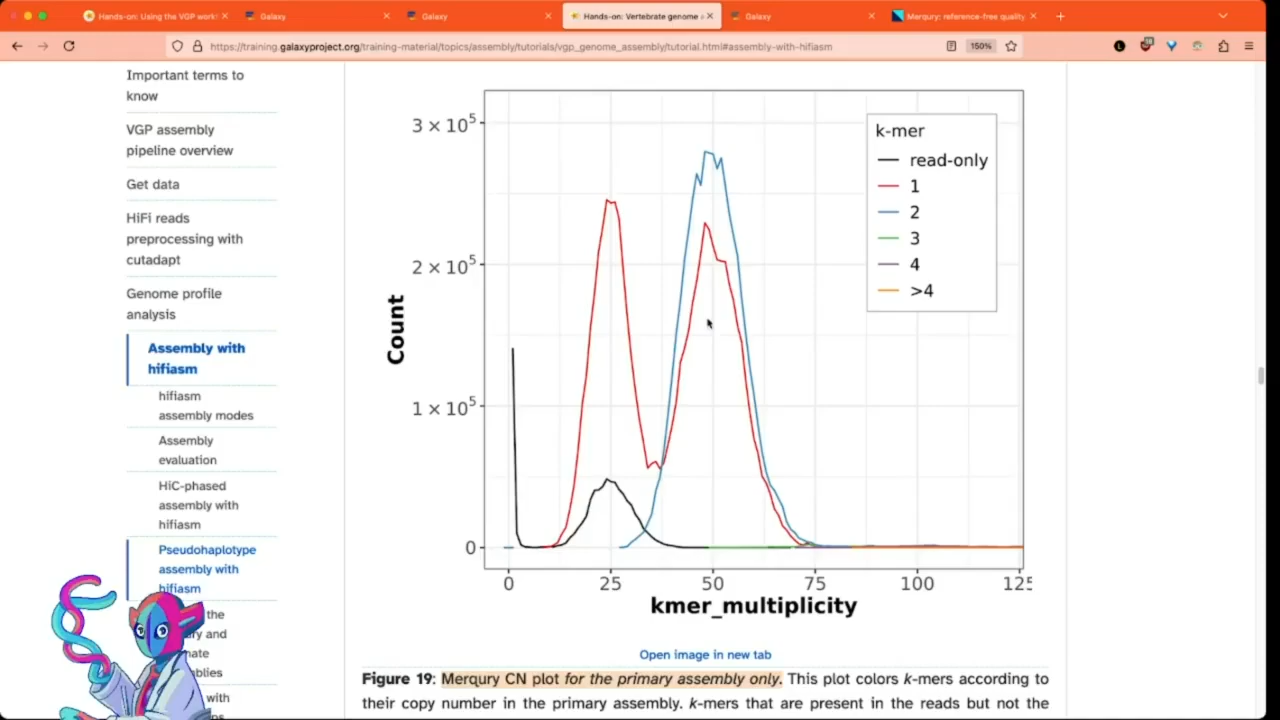 Hands-on: Using the VGP work
Galaxy
Galaxy
Hands-on: Vertebrate genome
Galaxy
Merqury: reference-free quality
https://training.galaxyproject.org/training-material/topics/assembly/tutorials/vgp_genome_assembly/tutorial.html#assembly-with-hifiasm
150%
Important terms to
know
VGP assembly
pipeline overview
Get data
HiFi reads
preprocessing with
cutadapt
Genome profile
analysis
Assembly with
hifiasm
hifiasm
assembly modes
Assembly
evaluation
HiC-phased
assembly with
hifiasm
Pseudohaplotype
assembly with
hifiasm
the
with
3 × 10⁵
2 × 10⁵
1 × 10⁵
0
Count
k-mer
read-only
1
2
3
4
>4
0
25
50
75
100
125
kmer_multiplicity
Open image in new tab
Figure 19: Merqury CN plot for the primary assembly only. This plot colors k-mers according to
their copy number in the primary assembly. k-mers that are present in the reads but not the